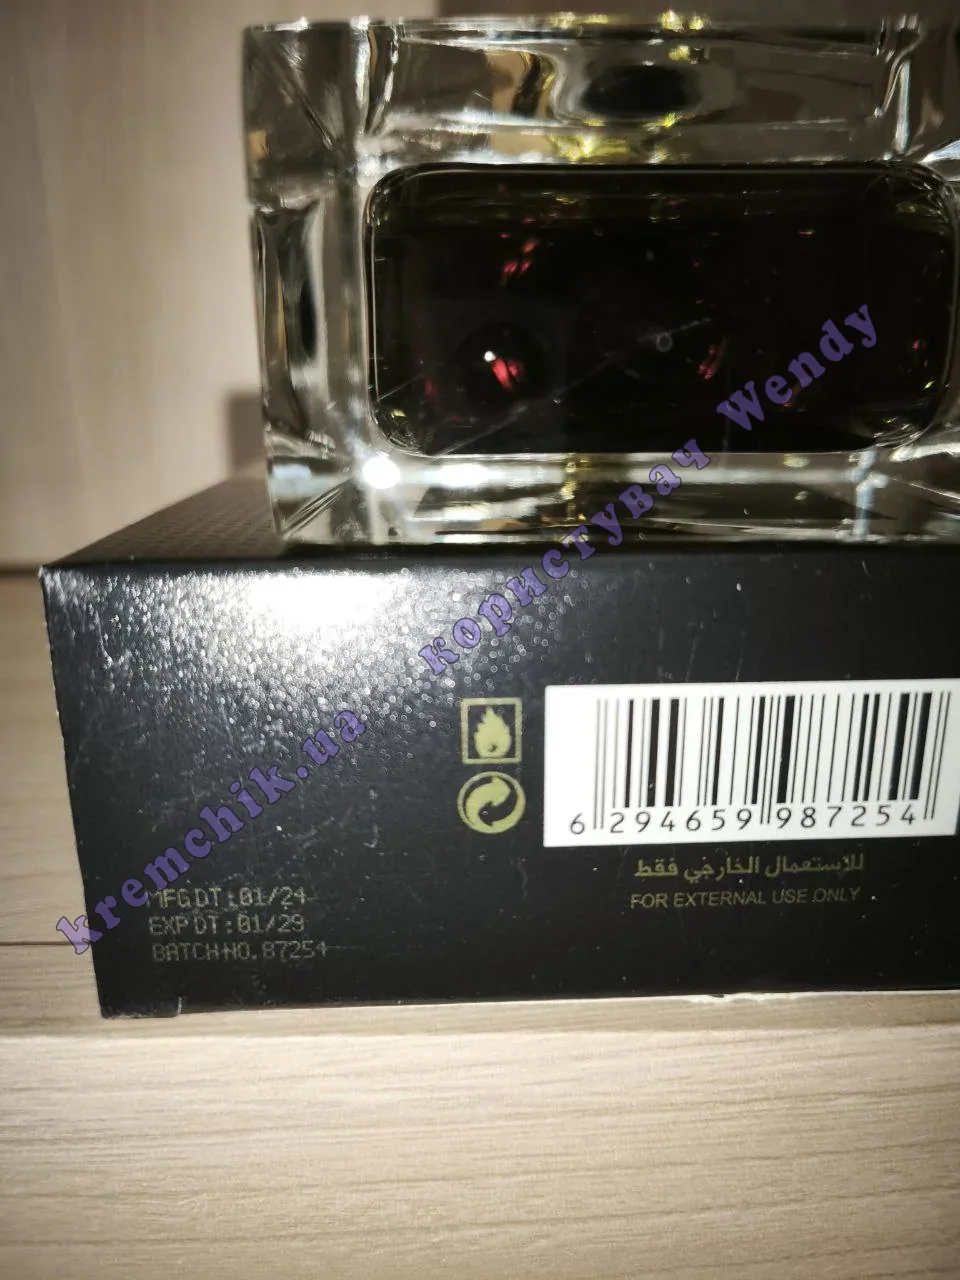 6 294659 987254
للإستعمال الخارجي فقط
FOR EXTERNAL USE ONLY
MFG DT : 01/24
EXP DT : 01/29
BATCH NO. 87254
kremchik.ua користувач Wendy